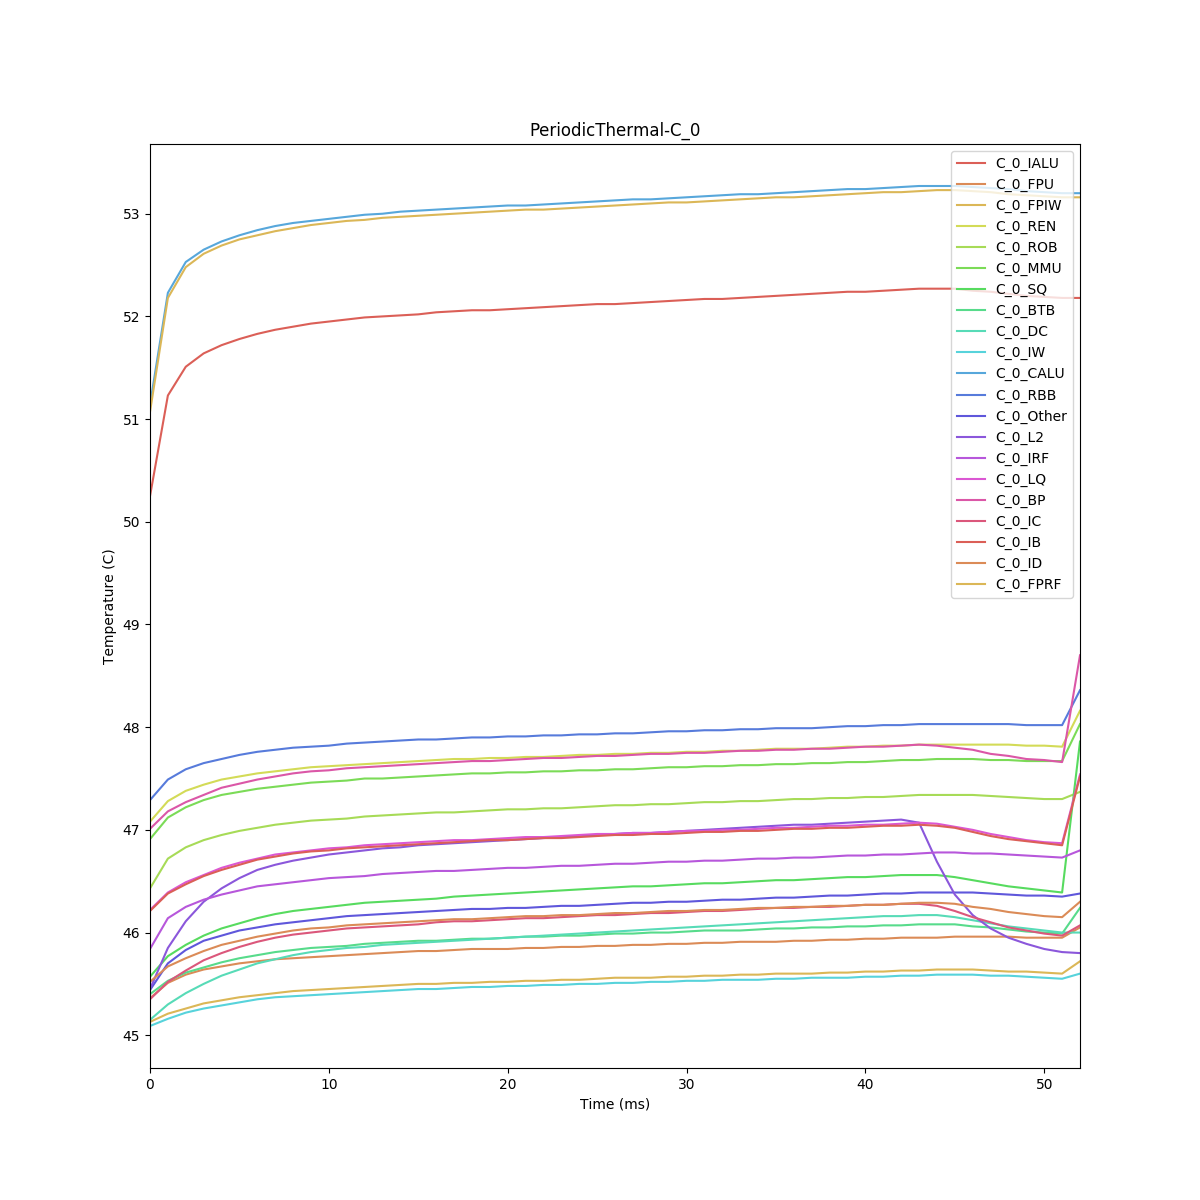 PeriodicThermal-C_0
C_0_IALU
C_0_FPU
C_0_FPIW
C_0_REN
C_0_ROB
C_0_MMU
C_0_SQ
C_0_BTB
C_0_DC
C_0_IW
C_0_CALU
C_0_RBB
C_0_Other
C_0_L2
C_0_IRF
C_0_LQ
C_0_BP
C_0_IC
C_0_IB
C_0_ID
C_0_FPRF
53
52
51
50
49
48
47
46
45
Temperature (C)
0 10 20 30 40 50
Time (ms)